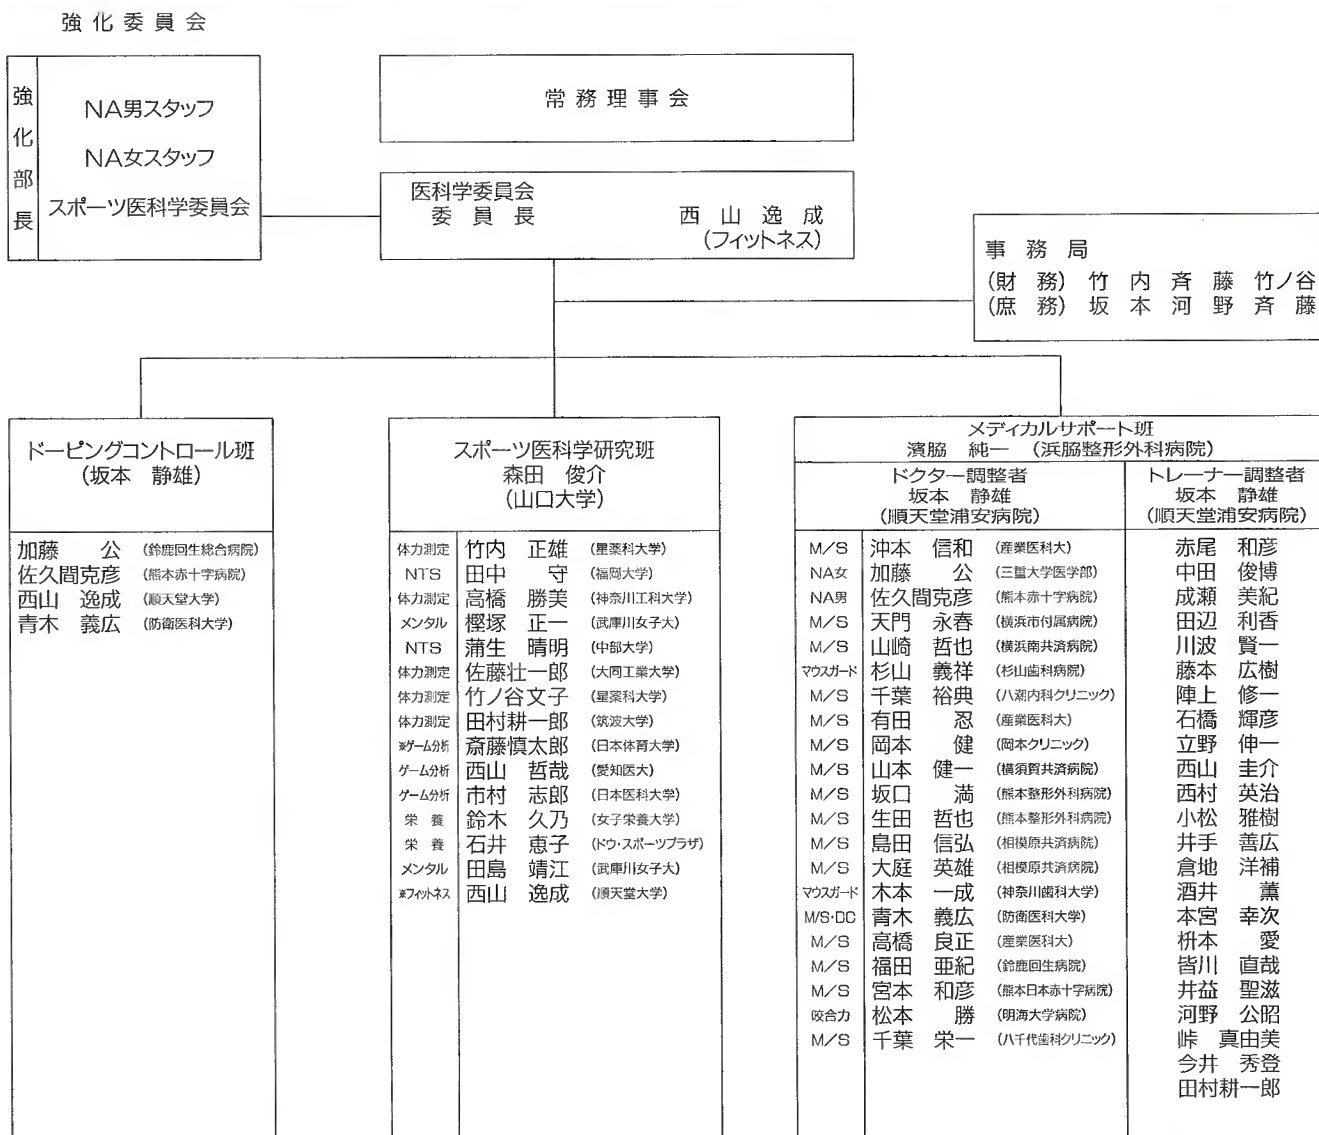 強化委員会
強化部長
NA男スタッフ
NA女スタッフ
スポーツ医科学委員会
常務理事会
医科学委員会
委員長 西山逸成
(フィットネス)
事務局
(財務) 竹内 斉藤 竹ノ谷
(庶務) 坂本 河野 斉藤
ドーピングコントロール班
(坂本 静雄)
加藤 公 (鈴鹿回生総合病院)
佐久間克彦 (熊本赤十字病院)
西山 逸成 (順天堂大学)
青木 義広 (防衛医科大学)
スポーツ医科学研究班
森田 俊介
(山口大学)
体力測定 竹内 正雄 (星薬科大学)
NTS 田中 守 (福岡大学)
体力測定 高橋 勝美 (神奈川工科大学)
メンタル 樫塚 正一 (武庫川女子大)
NTS 蒲生 晴明 (中部大学)
体力測定 佐藤壮一郎 (大同工業大学)
体力測定 竹ノ谷文子 (星薬科大学)
体力測定 田村耕一郎 (筑波大学)
※ゲーム分析 斎藤慎太郎 (日本体育大学)
ゲーム分析 西山 哲哉 (愛知医大)
ゲーム分析 市村 志郎 (日本医科大学)
栄養 鈴木 久乃 (女子栄養大学)
栄養 石井 恵子 (ドゥ・スポーツプラザ)
メンタル 田島 靖江 (武庫川女子大)
※フィットネス 西山 逸成 (順天堂大学)
メディカルサポート班
濱脇 純一 (浜脇整形外科病院)
ドクター調整者
坂本 静雄
(順天堂浦安病院)
M/S 沖本 信和 (産業医科大)
NA女 加藤 公 (三重大学医学部)
NA男 佐久間克彦 (熊本赤十字病院)
M/S 天門 永春 (横浜市付属病院)
M/S 山崎 哲也 (横浜南共済病院)
マウスガード 杉山 義祥 (杉山歯科病院)
M/S 千葉 裕典 (八潮内科クリニック)
M/S 有田 忍 (産業医科大)
M/S 岡本 健 (岡本クリニック)
M/S 山本 健一 (横須賀共済病院)
M/S 坂口 満 (熊本整形外科病院)
M/S 生田 哲也 (熊本整形外科病院)
M/S 島田 信弘 (相模原共済病院)
M/S 大庭 英雄 (相模原共済病院)
マウスガード 木本 一成 (神奈川歯科大学)
M/S・DC 青木 義広 (防衛医科大学)
M/S 高橋 良正 (産業医科大)
M/S 福田 亜紀 (鈴鹿回生病院)
M/S 宮本 和彦 (熊本日本赤十字病院)
咬合力 松本 勝 (明海大学病院)
M/S 千葉 栄一 (八千代歯科クリニック)
トレーナー調整者
坂本 静雄
(順天堂浦安病院)
赤尾 和彦
中田 俊博
成瀬 美紀
田辺 利香
川波 賢一
藤本 広樹
陣上 修一
石橋 輝彦
立野 伸一
西山 圭介
西村 英治
小松 雅樹
井手 善広
倉地 洋補
酒井 薫
本宮 幸次
枡本 愛
皆川 直哉
井益 聖滋
河野 公昭
峠 真由美
今井 秀登
田村耕一郎